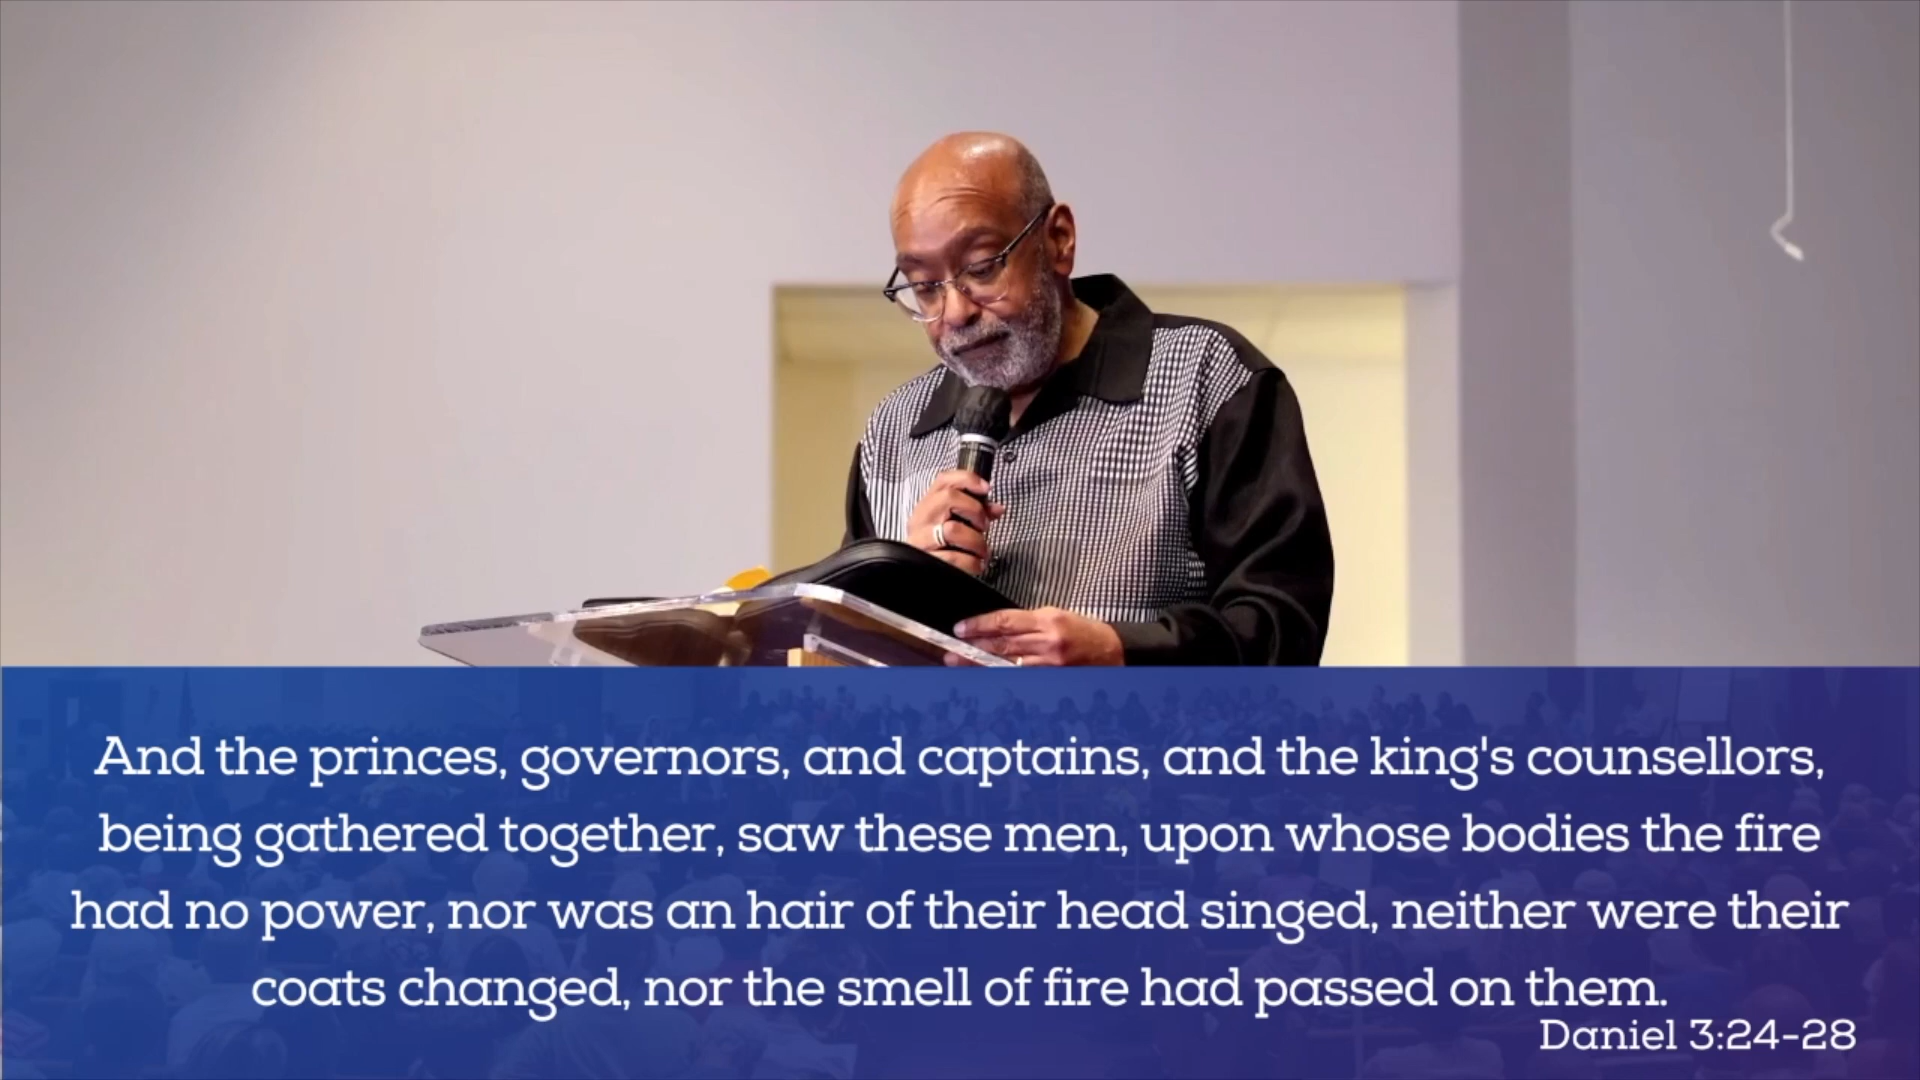 And the princes, governors, and captains, and the king's counsellors,
being gathered together, saw these men, upon whose bodies the fire
had no power, nor was an hair of their head singed, neither were their
coats changed, nor the smell of fire had passed on them.
Daniel 3:24-28